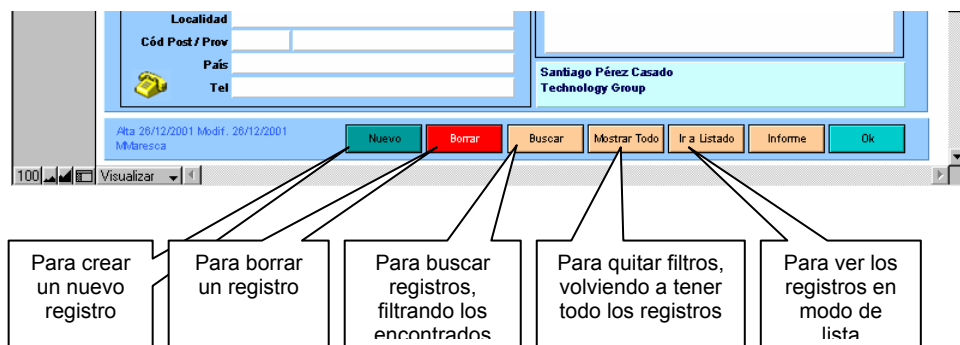 Localidad
Cód Post / Prov
País
Tel
Santiago Pérez Casado
Technology Group
Alta 26/12/2001 Modif. 26/12/2001
MMaresca
Nuevo
Borrar
Buscar
Mostrar Todo
Ir a Listado
Informe
Ok
100
Visualizar
Para crear
un nuevo
registro
Para borrar
un registro
Para buscar
registros,
filtrando los
encontrados
Para quitar filtros,
volviendo a tener
todo los registros
Para ver los
registros en
modo de
lista